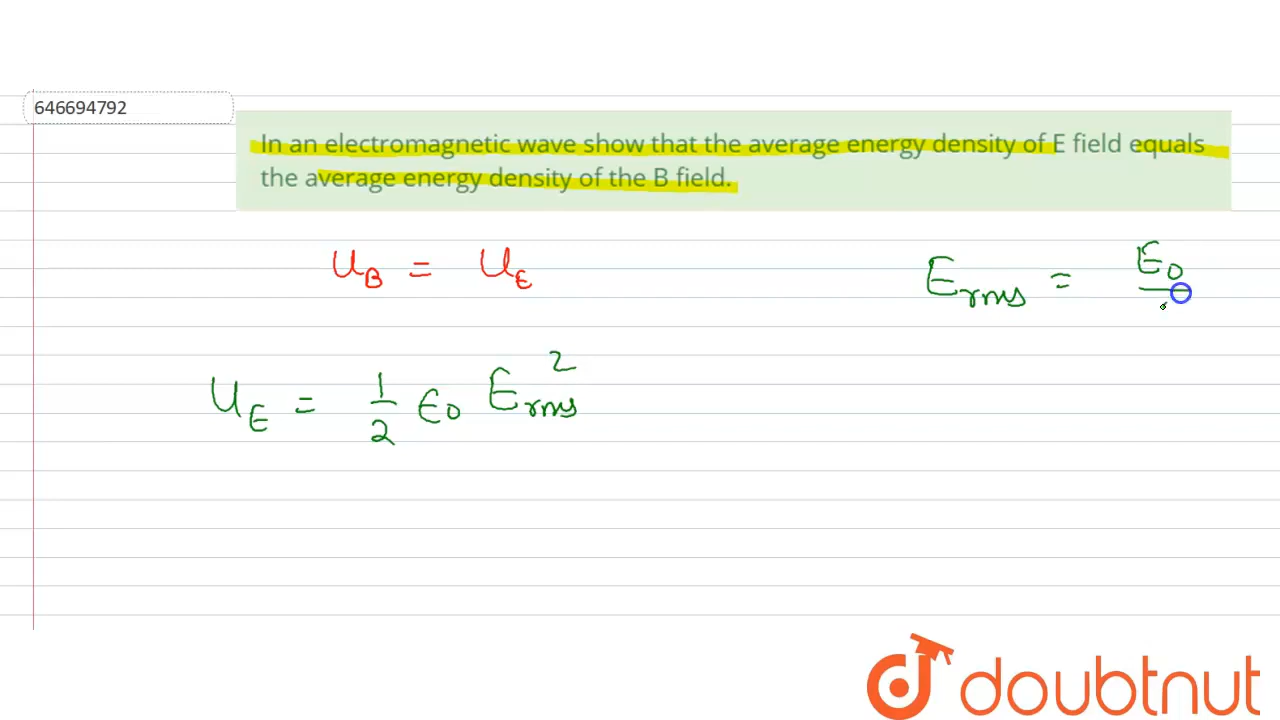 646694792
In an electromagnetic wave show that the average energy density of E field equals
the average energy density of the B field.
U_B = U_E
E_rms = E_0/
U_E = 1/2 ε_0 E_rms^2
doubtnut